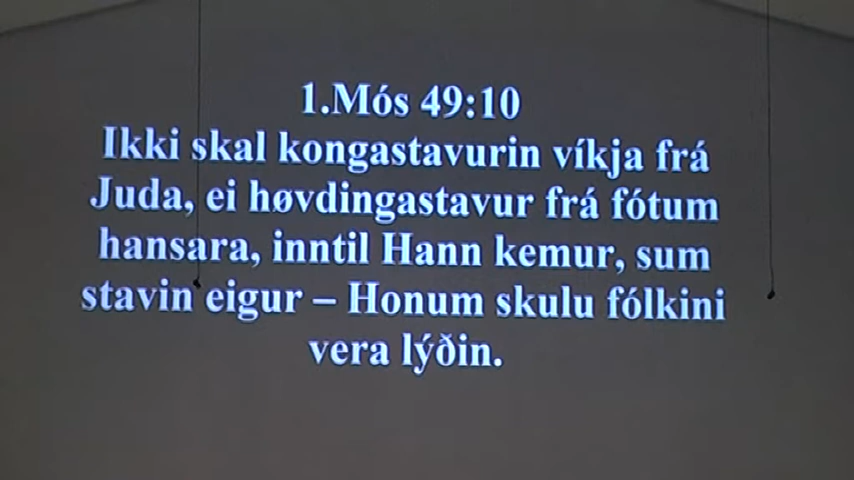 1.Mós 49:10
Ikki skal kongastavurin víkja frá
Juda, ei høvdingastavur frá fótum
hansara, inntil Hann kemur, sum
stavin eigur – Honum skulu fólkini
vera lýðin.